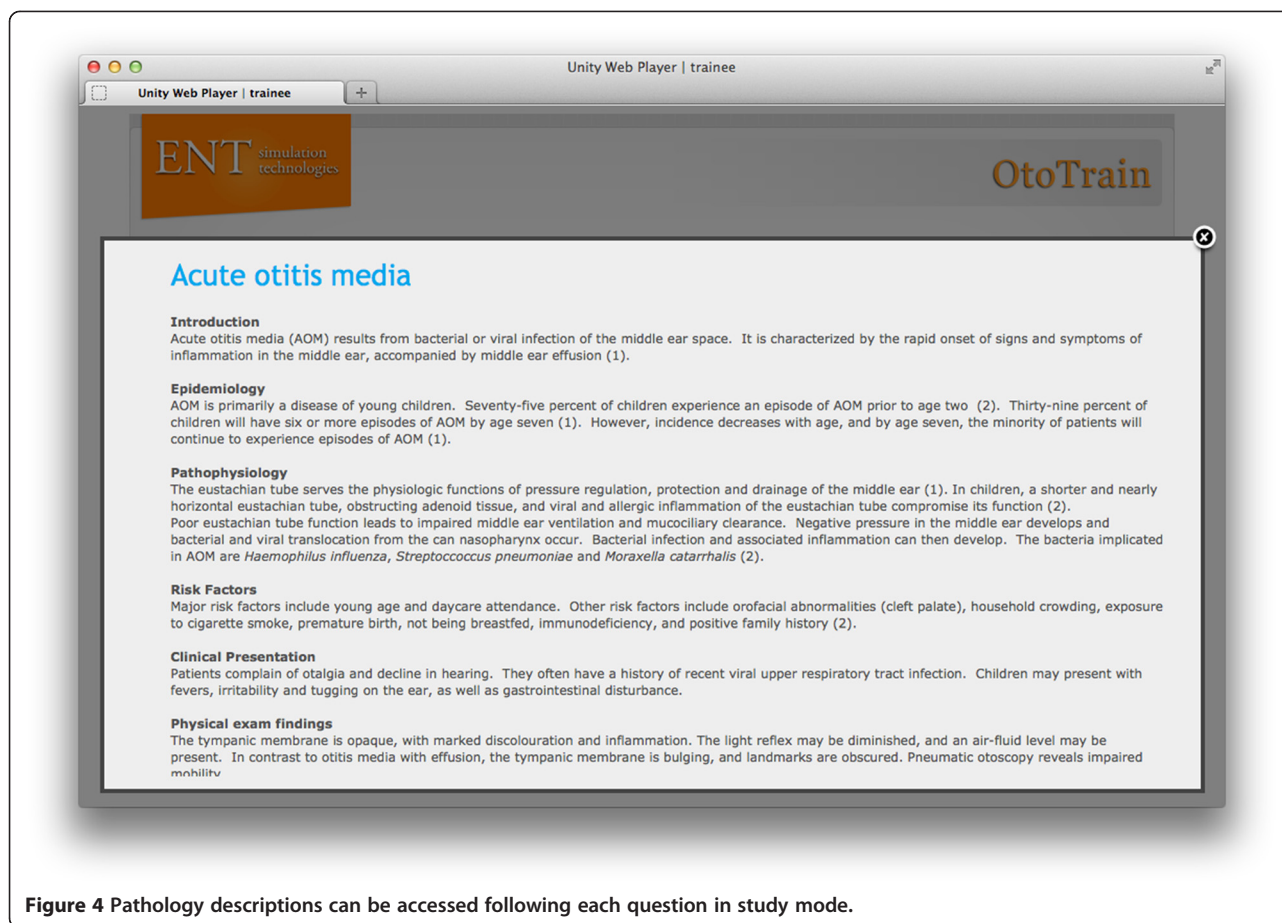 Unity Web Player | trainee
Unity Web Player | trainee
ENT simulation
technologies
OtoTrain
Acute otitis media
Introduction
Acute otitis media (AOM) results from bacterial or viral infection of the middle ear space.  It is characterized by the rapid onset of signs and symptoms of
inflammation in the middle ear, accompanied by middle ear effusion (1).
Epidemiology
AOM is primarily a disease of young children.  Seventy-five percent of children experience an episode of AOM prior to age two  (2).  Thirty-nine percent of
children will have six or more episodes of AOM by age seven (1).  However, incidence decreases with age, and by age seven, the minority of patients will
continue to experience episodes of AOM (1).
Pathophysiology
The eustachian tube serves the physiologic functions of pressure regulation, protection and drainage of the middle ear (1). In children, a shorter and nearly
horizontal eustachian tube, obstructing adenoid tissue, and viral and allergic inflammation of the eustachian tube compromise its function (2).
Poor eustachian tube function leads to impaired middle ear ventilation and mucociliary clearance.  Negative pressure in the middle ear develops and
bacterial and viral translocation from the can nasopharynx occur.  Bacterial infection and associated inflammation can then develop.  The bacteria implicated
in AOM are Haemophilus influenza, Streptoccoccus pneumoniae and Moraxella catarrhalis (2).
Risk Factors
Major risk factors include young age and daycare attendance.  Other risk factors include orofacial abnormalities (cleft palate), household crowding, exposure
to cigarette smoke, premature birth, not being breastfed, immunodeficiency, and positive family history (2).
Clinical Presentation
Patients complain of otalgia and decline in hearing.  They often have a history of recent viral upper respiratory tract infection.  Children may present with
fevers, irritability and tugging on the ear, as well as gastrointestinal disturbance.
Physical exam findings
The tympanic membrane is opaque, with marked discolouration and inflammation. The light reflex may be diminished, and an air-fluid level may be
present.  In contrast to otitis media with effusion, the tympanic membrane is bulging, and landmarks are obscured. Pneumatic otoscopy reveals impaired
mobility
Figure 4 Pathology descriptions can be accessed following each question in study mode.